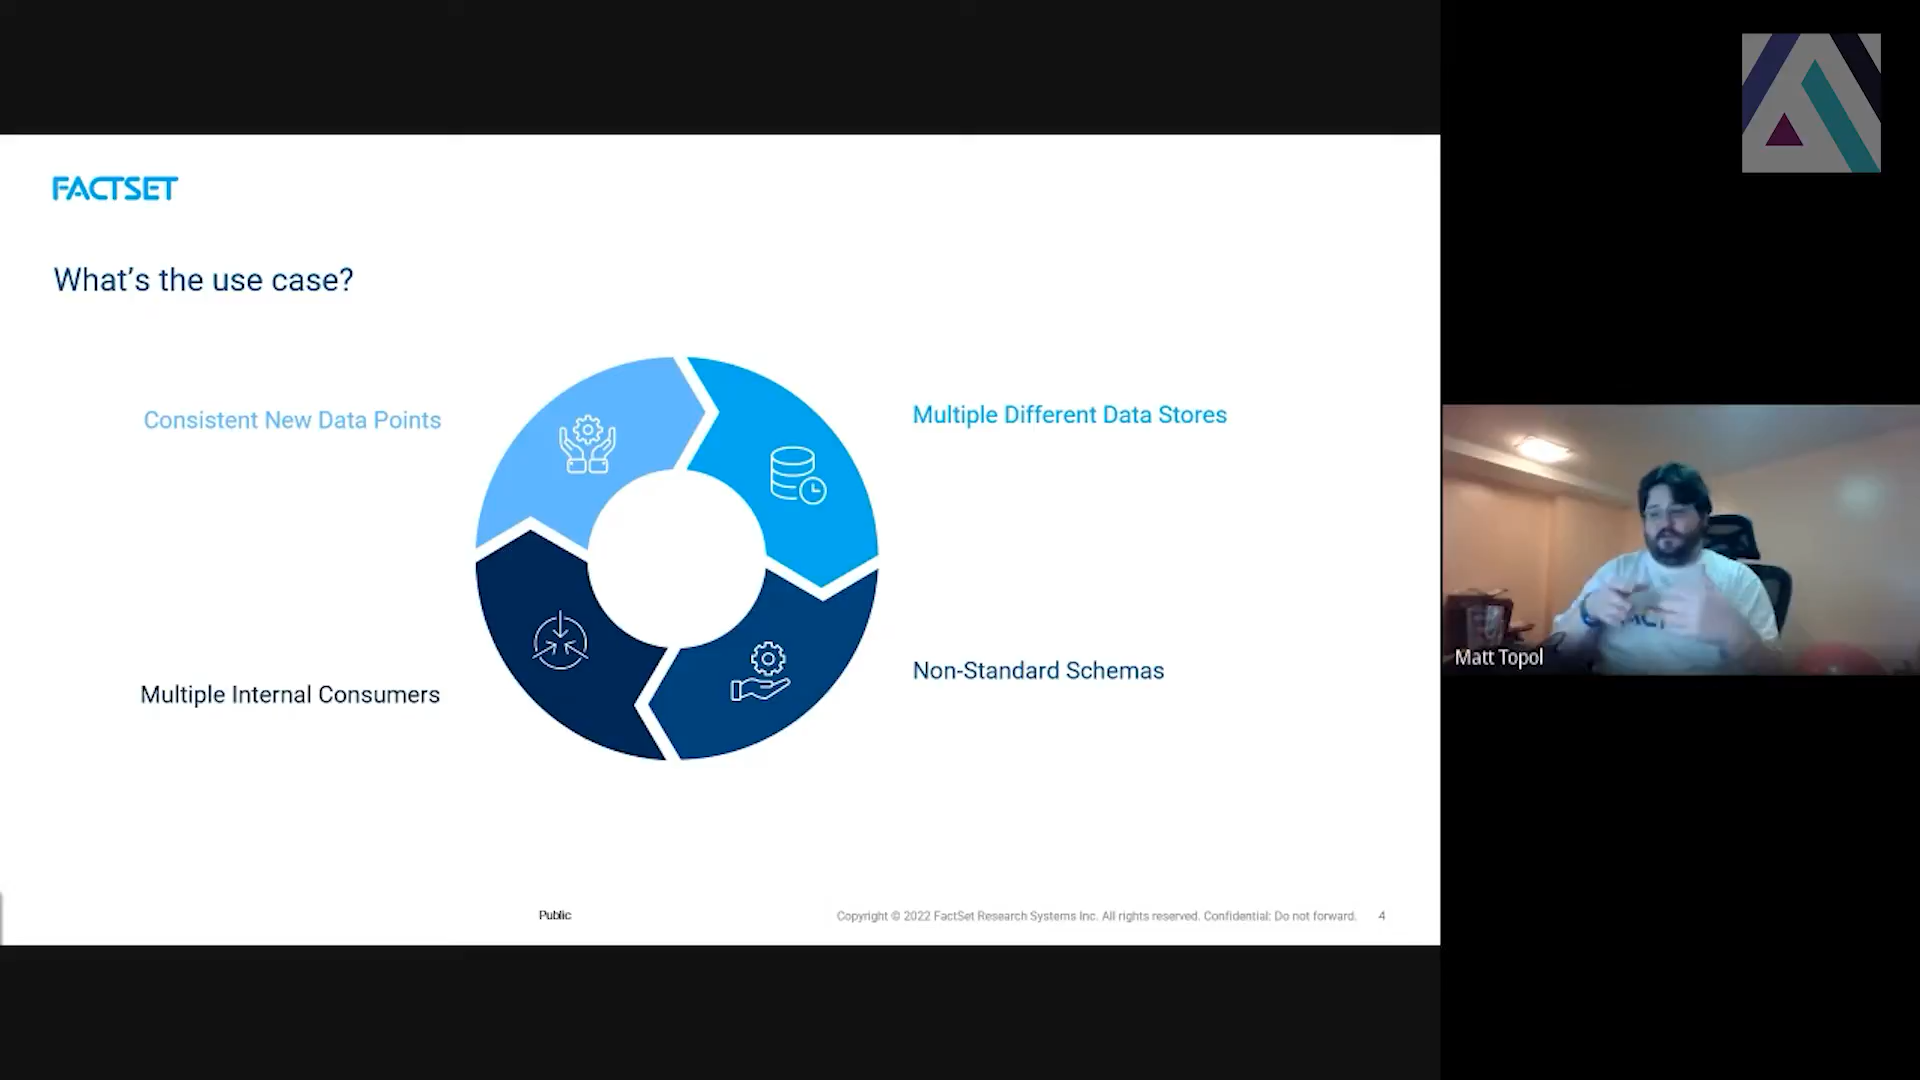 FACTSET
What's the use case?
Consistent New Data Points
Multiple Different Data Stores
Non-Standard Schemas
Multiple Internal Consumers
Matt Topol
Public
Copyright © 2022 FactSet Research Systems Inc. All rights reserved. Confidential: Do not forward.
4